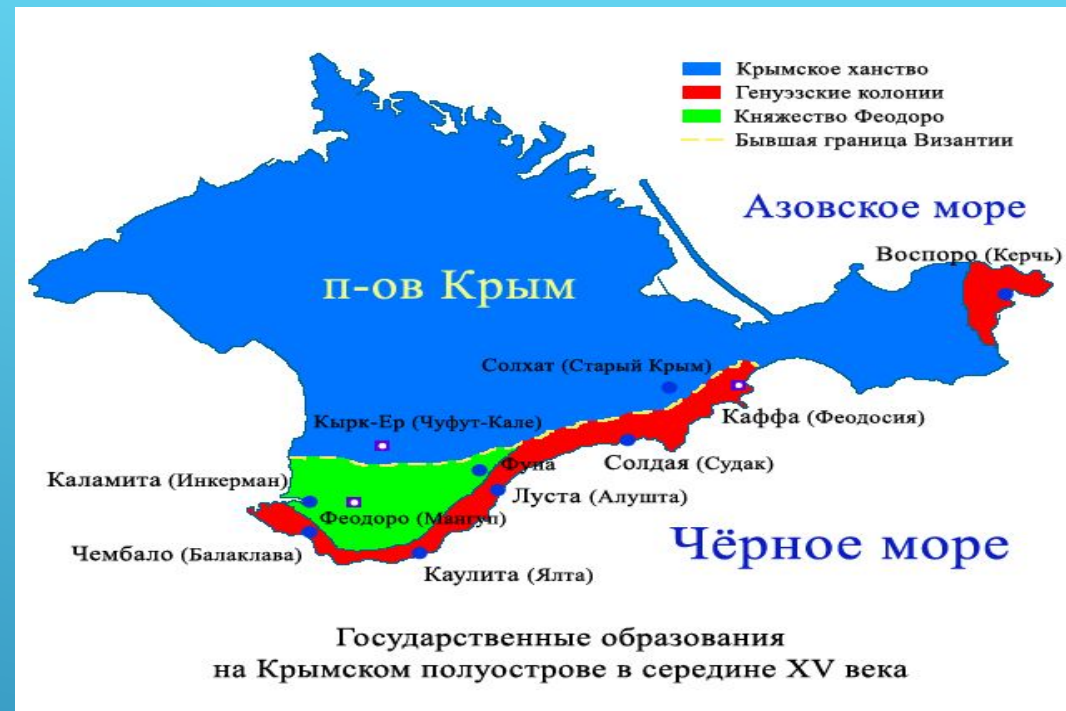 Крымское ханство
Генуэзские колонии
Княжество Феодоро
Бывшая граница Византии
Азовское море
Воспоро (Керчь)
п-ов Крым
Солхат (Старый Крым)
Каффа (Феодосия)
Кырк-Ер (Чуфут-Кале)
Солдая (Судак)
Фуна
Каламита (Инкерман)
Луста (Алушта)
Феодоро (Мангуп)
Чёрное море
Чембало (Балаклава)
Каулита (Ялта)
Государственные образования
на Крымском полуострове в середине XV века